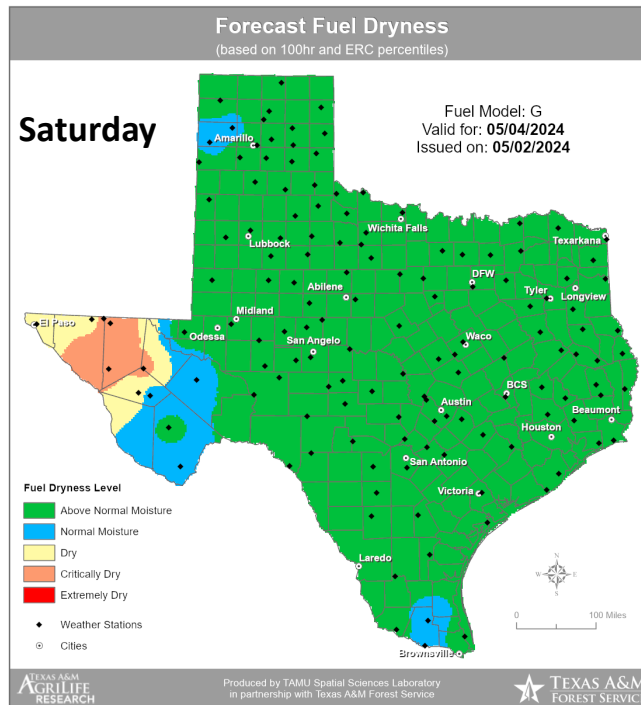 Forecast Fuel Dryness
(based on 100hr and ERC percentiles)
Saturday
Fuel Model: G
Valid for: 05/04/2024
Issued on: 05/02/2024
Amarillo
Wichita Falls
Lubbock
Texarkana
DFW
Abilene
Tyler
Longview
El Paso
Midland
Odessa
San Angelo
Waco
BCS
Austin
Beaumont
Houston
San Antonio
Victoria
Laredo
Brownsville
Fuel Dryness Level
Above Normal Moisture
Normal Moisture
Dry
Critically Dry
Extremely Dry
Weather Stations
Cities
N
W E
S
0 100 Miles
TEXAS A&M
AGRILIFE
RESEARCH
Produced by TAMU Spatial Sciences Laboratory
in partnership with Texas A&M Forest Service
TEXAS A&M
FOREST SERVICE